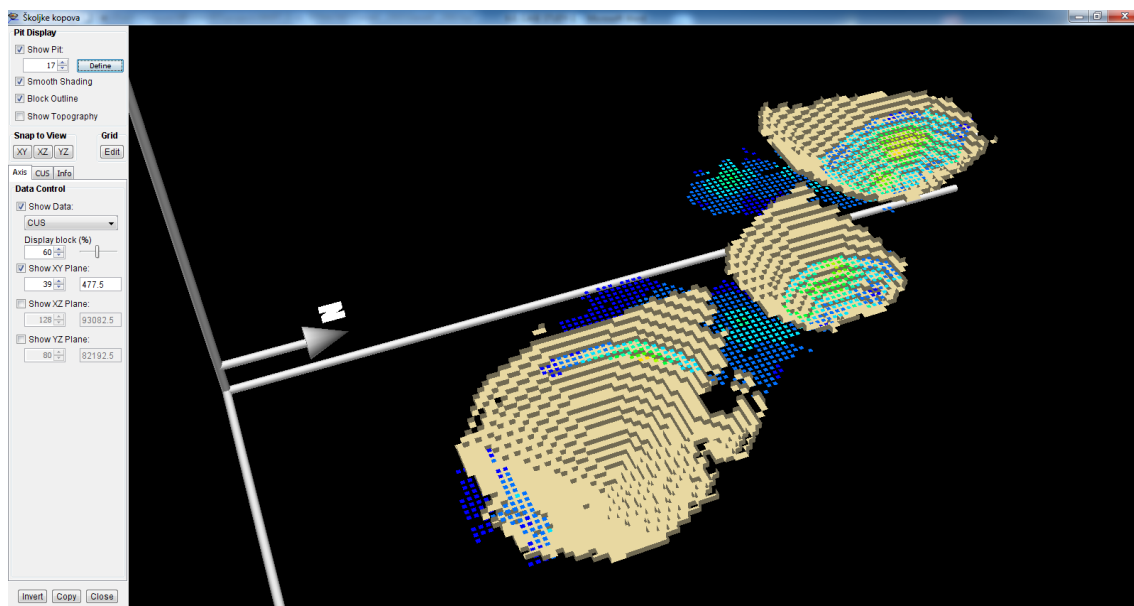 Školjke kopova
Pit Display
Show Pit:
17 Define
Smooth Shading
Block Outline
Show Topography
Snap to View Grid
XY XZ YZ Edit
Axis CUS Info
Data Control
Show Data:
CUS
Display block (%)
60
Show XY Plane:
39 477.5
Show XZ Plane:
128 93082.5
Show YZ Plane:
80 82192.5
Invert Copy Close
N